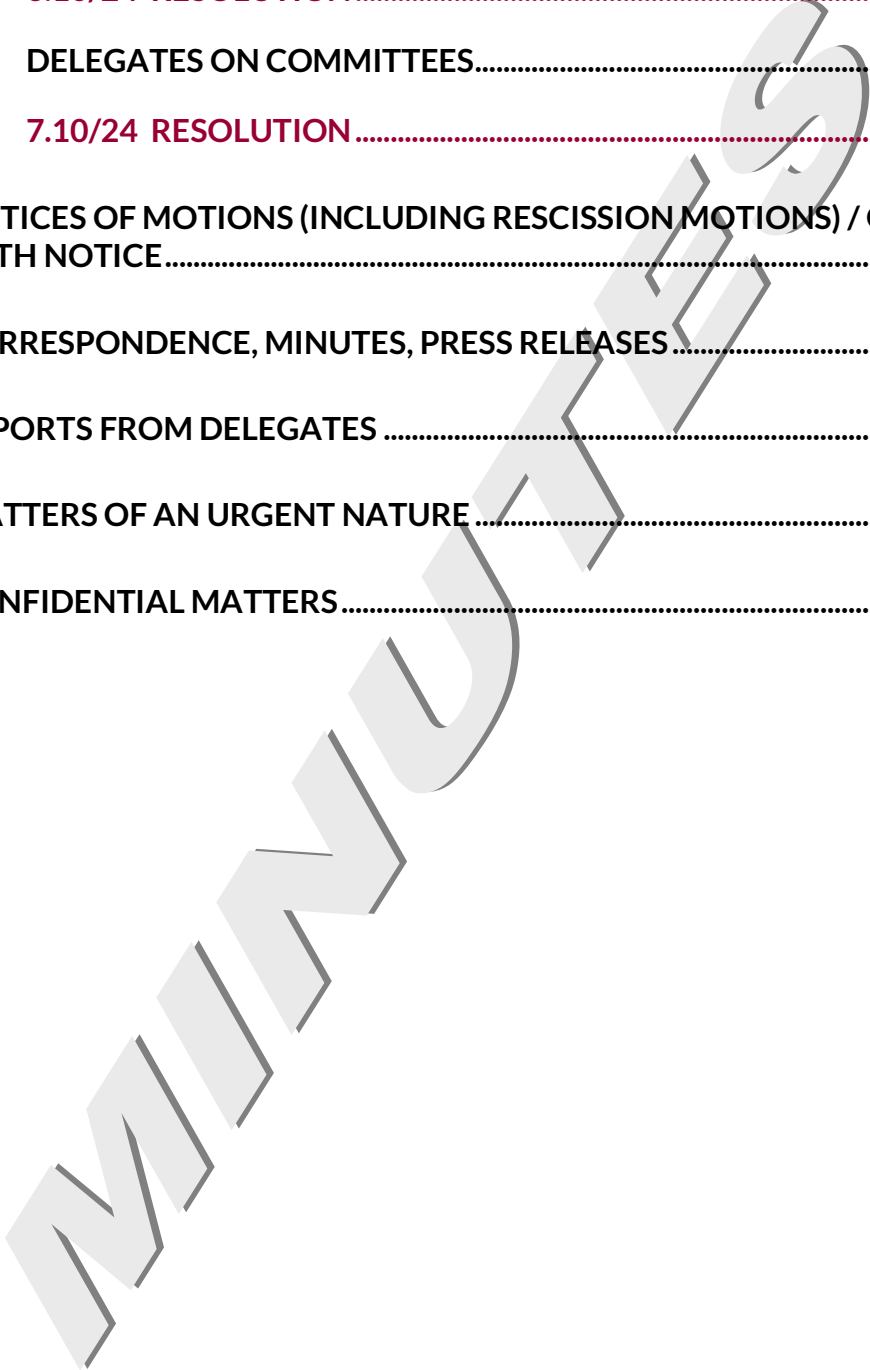 RESOLUTION
DELEGATES ON COMMITTEES
7.10/24 RESOLUTION
TICES OF MOTIONS (INCLUDING RESCISSION MOTIONS) /
TH NOTICE
RRESPONDENCE, MINUTES, PRESS RELEASES
PORTS FROM DELEGATES
ATTERS OF AN URGENT NATURE
NFIDENTIAL MATTERS
MINUTES